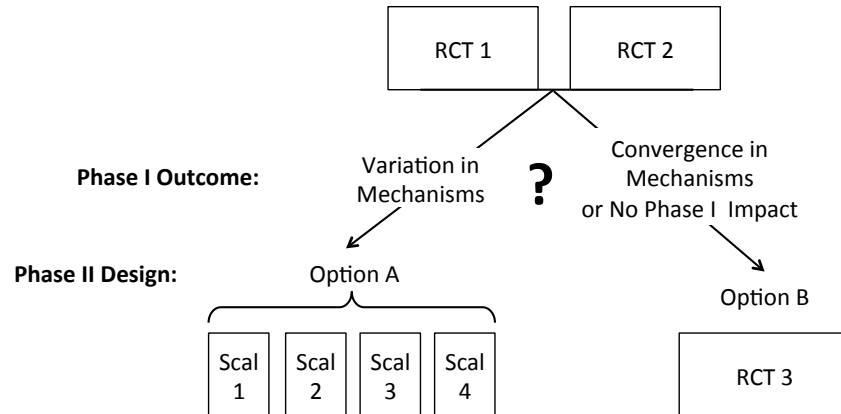 RCT 1
RCT 2
Phase I Outcome:
Variation in
Mechanisms
?
Convergence in
Mechanisms
or No Phase I Impact
Phase II Design:
Option A
Option B
Scal
1
Scal
2
Scal
3
Scal
4
RCT 3